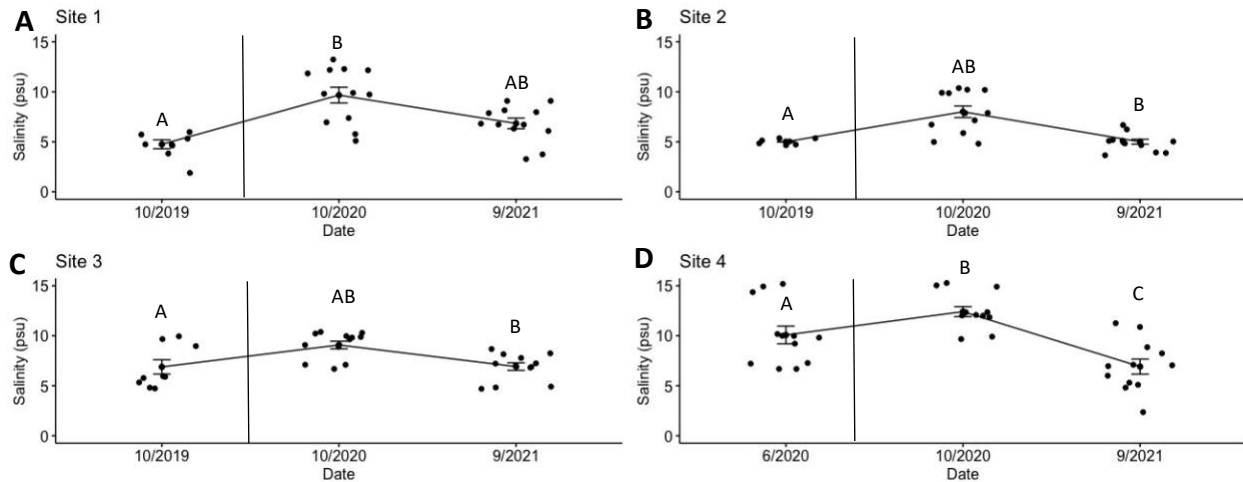 A Site 1
Salinity (psu)
15
10
5
0
A
B
AB
10/2019 10/2020 9/2021
Date
B Site 2
Salinity (psu)
15
10
5
0
A
AB
B
10/2019 10/2020 9/2021
Date
C Site 3
Salinity (psu)
15
10
5
0
A
AB
B
10/2019 10/2020 9/2021
Date
D Site 4
Salinity (psu)
15
10
5
0
A
B
C
6/2020 10/2020 9/2021
Date